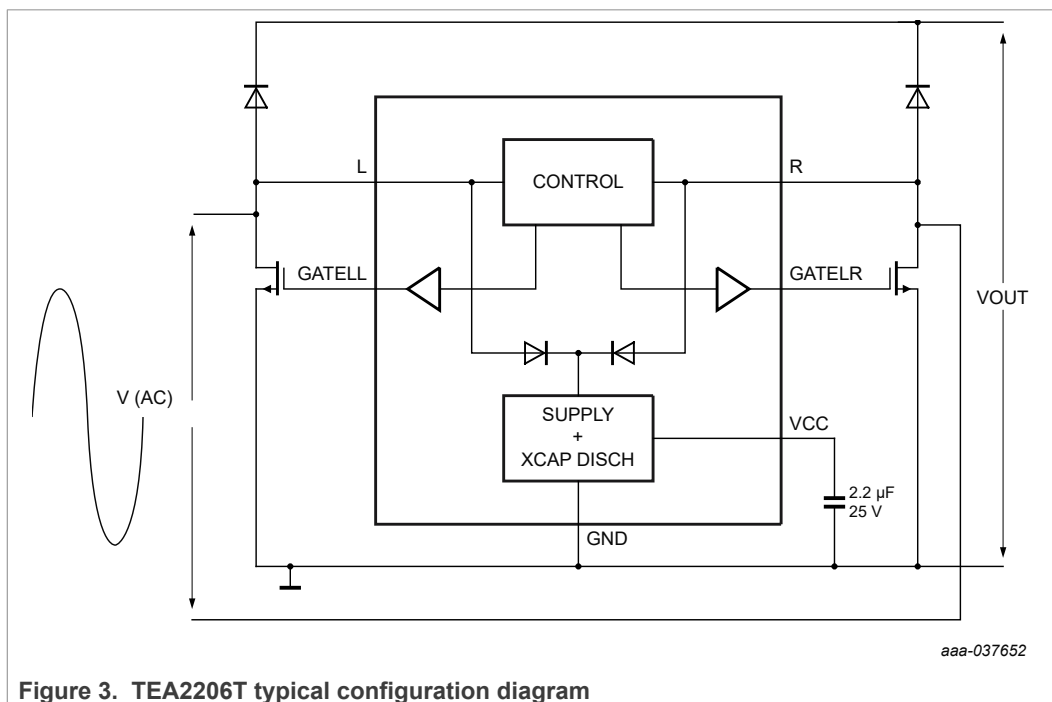 L
R
CONTROL
GATELL
GATELR
VOUT
V (AC)
SUPPLY
+
XCAP DISCH
VCC
2.2 µF
25 V
GND
aaa-037652
Figure 3. TEA2206T typical configuration diagram